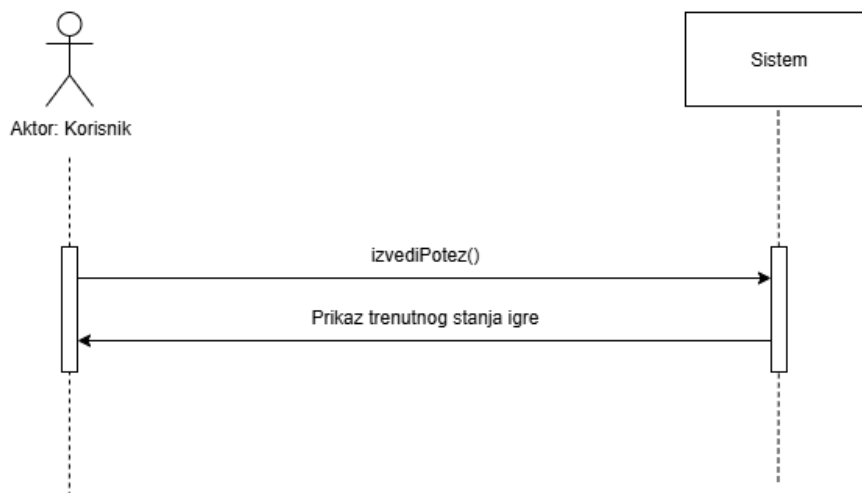 Sistem
Aktor: Korisnik
izvediPotez()
Prikaz trenutnog stanja igre